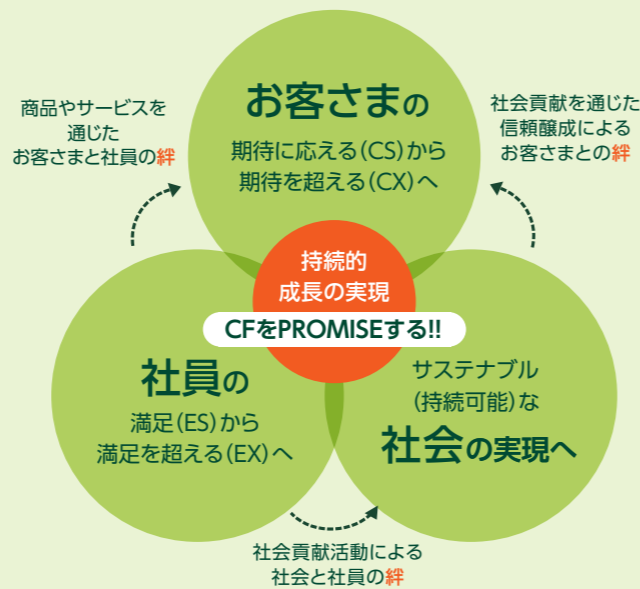 お客さまの
期待に応える(CS)から
期待を超える(CX)へ
商品やサービスを
通じた
お客さまと社員の絆
社会貢献を通じた
信頼醸成による
お客さまとの絆
持続的
成長の実現
CFをPROMISEする!!
社員の
満足(ES)から
満足を超える(EX)へ
サステナブル
(持続可能)な
社会の実現へ
社会貢献活動による
社会と社員の絆